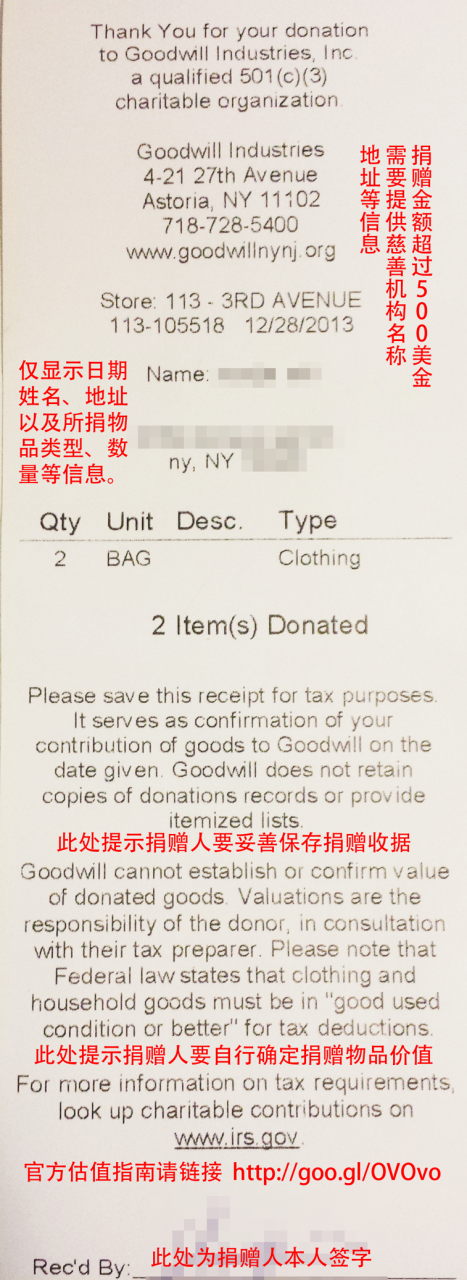 Thank You for your donation
to Goodwill Industries, Inc.
a qualified 501(c)(3)
charitable organization.
Goodwill Industries
4-21 27th Avenue
Astoria, NY 11102
718-728-5400
www.goodwillnynj.org
捐赠金额超过500美金
需要提供慈善机构名称
地址等信息
Store: 113 - 3RD AVENUE
113-105518 12/28/2013
仅显示日期
姓名、地址
以及所捐物
品类型、数
量等信息。
Name:
ny, NY
Qty Unit Desc. Type
2 BAG Clothing
2 Item(s) Donated
Please save this receipt for tax purposes.
It serves as confirmation of your
contribution of goods to Goodwill on the
date given. Goodwill does not retain
copies of donations records or provide
itemized lists.
此处提示捐赠人要妥善保存捐赠收据
Goodwill cannot establish or confirm value
of donated goods. Valuations are the
responsibility of the donor, in consultation
with their tax preparer. Please note that
Federal law states that clothing and
household goods must be in "good used
condition or better" for tax deductions.
此处提示捐赠人要自行确定捐赠物品价值
For more information on tax requirements,
look up charitable contributions on
www.irs.gov.
官方估值指南请链接 http://goo.gl/OVOvo
Rec'd By: 此处为捐赠人本人签字